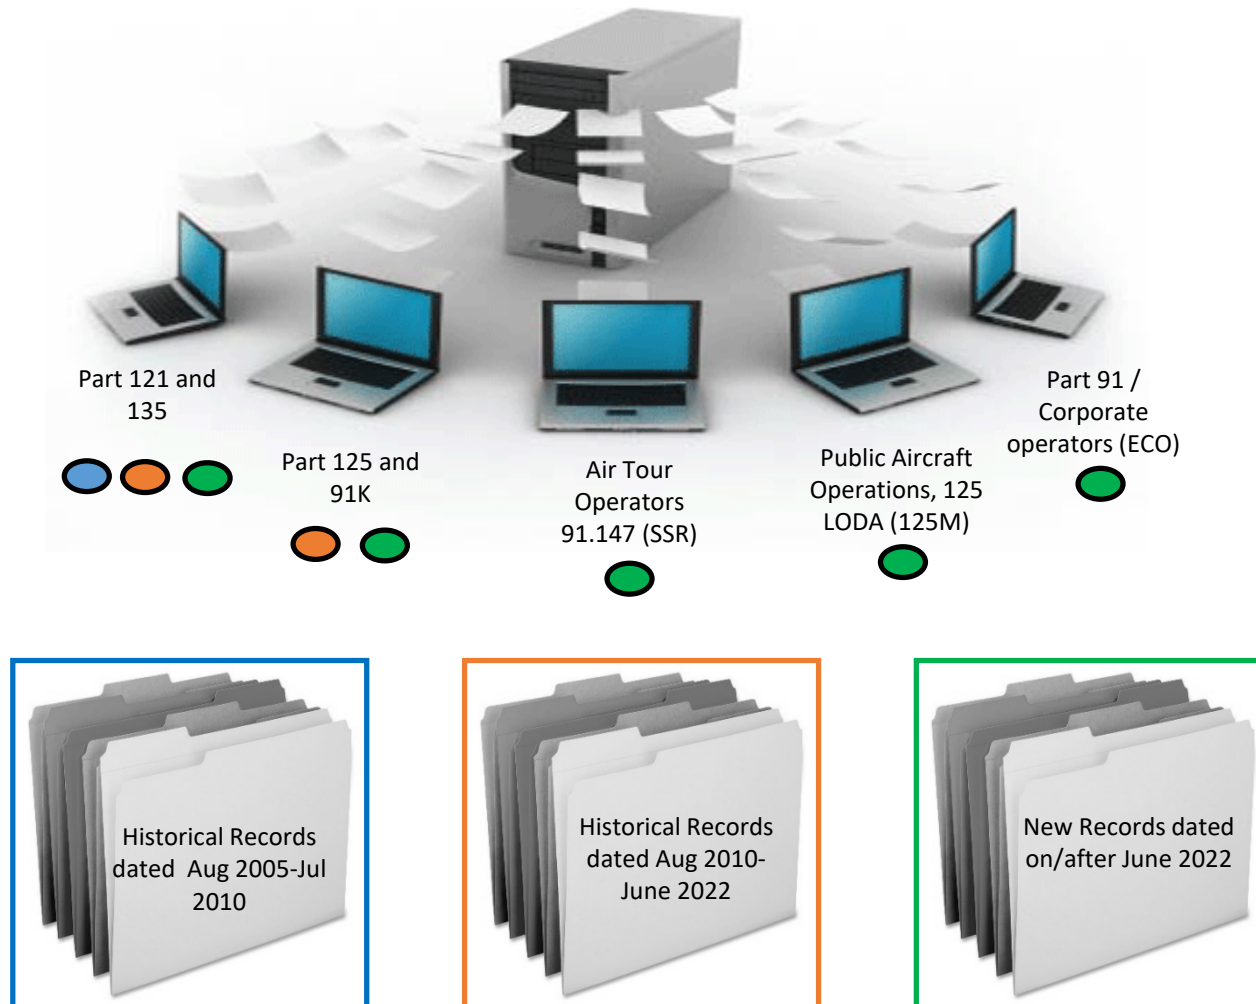 Part 121 and
135
Part 125 and
91K
Air Tour
Operators
91.147 (SSR)
Public Aircraft
Operations, 125
LODA (125M)
Part 91 /
Corporate
operators (ECO)
Historical Records
dated Aug 2005-Jul
2010
Historical Records
dated Aug 2010-
June 2022
New Records dated
on/after June 2022